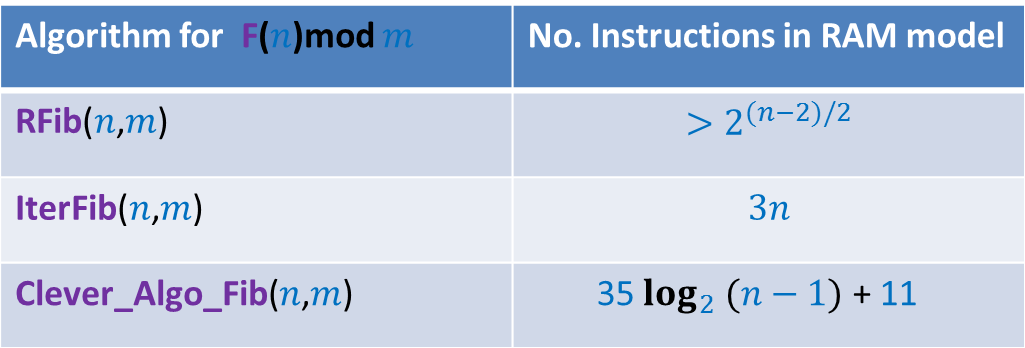 Algorithm for F(n)mod m No. Instructions in RAM model
RFib(n,m) > 2^{(n−2)/2}
IterFib(n,m) 3n
Clever_Algo_Fib(n,m) 35 log₂ (n − 1) + 11